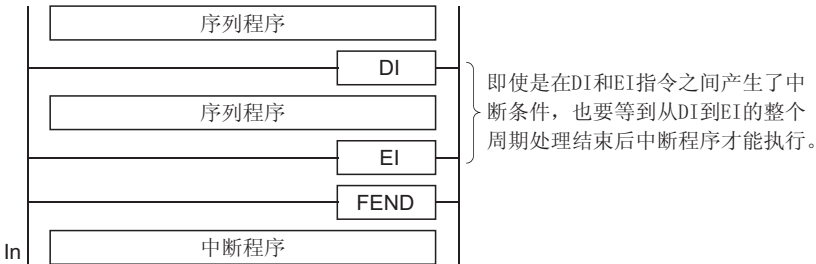 序列程序
DI
序列程序
EI
FEND
In
中断程序
即使是在DI和EI指令之间产生了中
断条件，也要等到从DI到EI的整个
周期处理结束后中断程序才能执行。